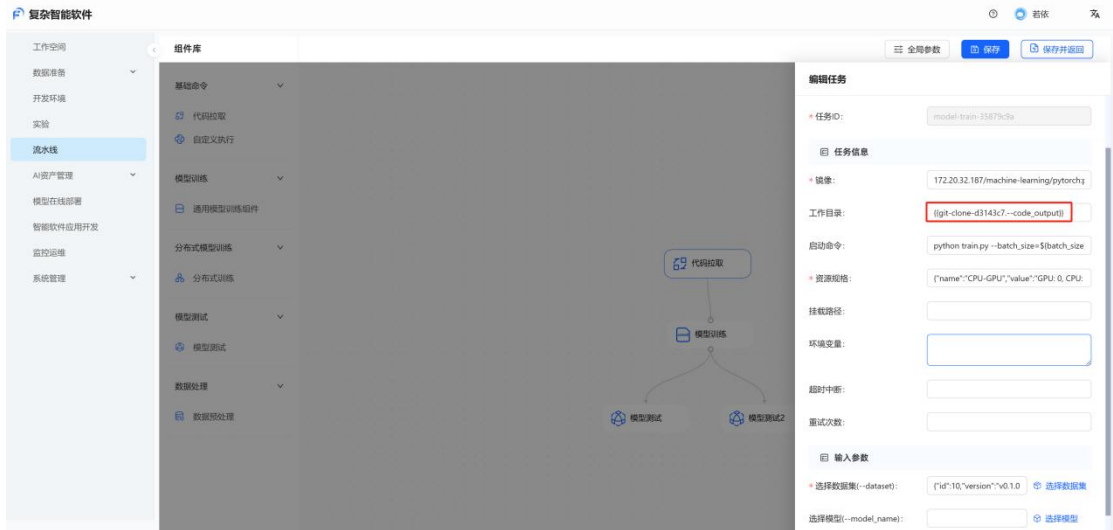 复杂智能软件
若依
工作空间
数据准备
开发环境
实验
流水线
AI资产管理
模型在线部署
智能软件应用开发
监控运维
系统管理
组件库
全局参数
保存
保存并返回
基础命令
代码拉取
自定义执行
模型训练
通用模型训练组件
分布式模型训练
分布式训练
模型测试
模型测试
数据处理
数据预处理
代码拉取
模型训练
模型测试
模型测试2
编辑任务
* 任务ID: model-train-35879c9a
任务信息
* 镜像: 172.20.32.187/machine-learning/pytorch:
工作目录: {{git-clone-d3143c7.--code_output}}
启动命令: python train.py --batch_size=$(batch_size
* 资源规格: {"name":"CPU-GPU","value":"GPU: 0, CPU:
挂载路径:
环境变量:
超时中断:
重试次数:
输入参数
* 选择数据集(--dataset): {"id":10,"version":"v0.1.0 选择数据集
选择模型(--model_name): 选择模型